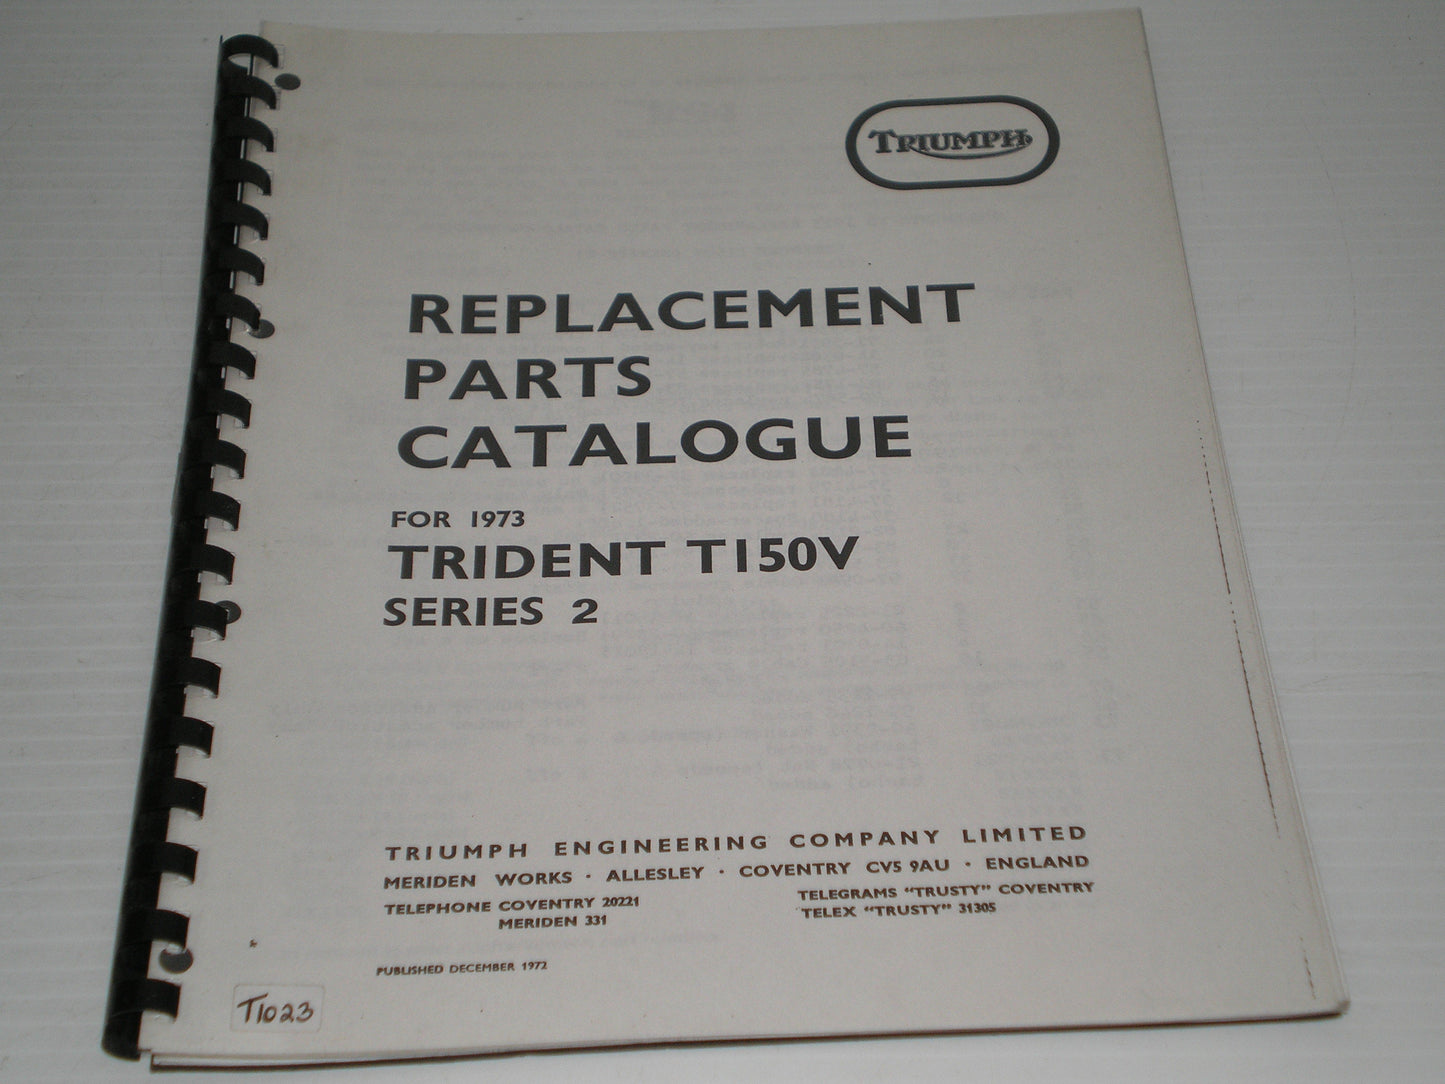 TRIUMPH
REPLACEMENT
PARTS
CATALOGUE
FOR 1973
TRIDENT T150V
SERIES 2
TRIUMPH ENGINEERING COMPANY LIMITED
MERIDEN WORKS · ALLESLEY · COVENTRY CV5 9AU · ENGLAND
TELEPHONE COVENTRY 20221 TELEGRAMS “TRUSTY” COVENTRY
MERIDEN 331 TELEX “TRUSTY” 31305
PUBLISHED DECEMBER 1972
T1023